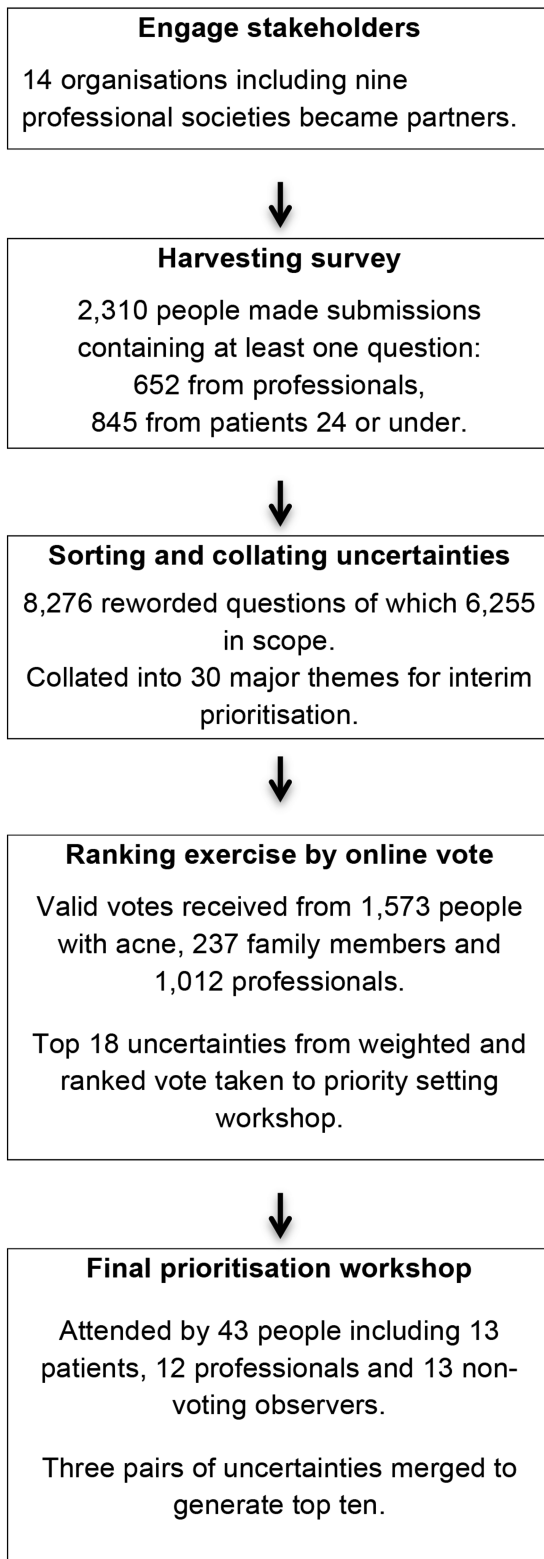 Engage stakeholders
14 organisations including nine
professional societies became partners.
Harvesting survey
2,310 people made submissions
containing at least one question:
652 from professionals,
845 from patients 24 or under.
Sorting and collating uncertainties
8,276 reworded questions of which 6,255
in scope.
Collated into 30 major themes for interim
prioritisation.
Ranking exercise by online vote
Valid votes received from 1,573 people
with acne, 237 family members and
1,012 professionals.
Top 18 uncertainties from weighted and
ranked vote taken to priority setting
workshop.
Final prioritisation workshop
Attended by 43 people including 13
patients, 12 professionals and 13 non-
voting observers.
Three pairs of uncertainties merged to
generate top ten.